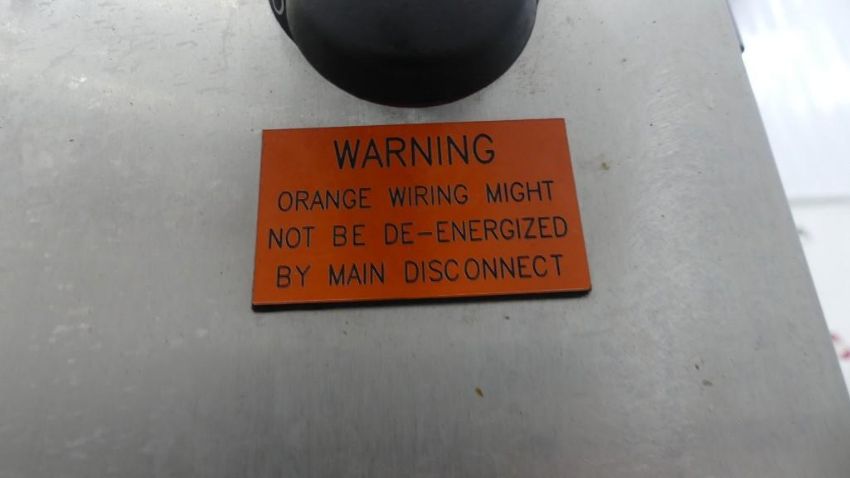 WARNING
ORANGE WIRING MIGHT
NOT BE DE-ENERGIZED
BY MAIN DISCONNECT